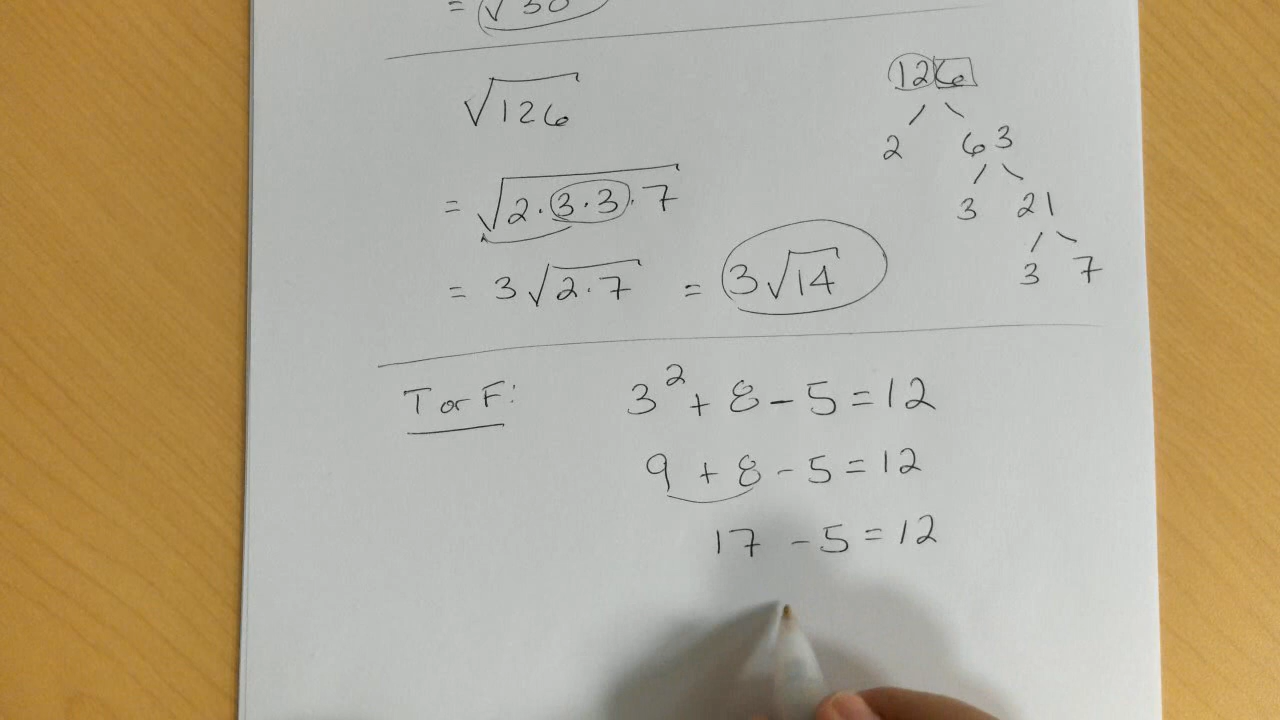 = √30
√126
= √2·3·3·7
= 3√2·7 = 3√14
126
2 63
3 21
3 7
T or F: 3² + 8 - 5 = 12
9 + 8 - 5 = 12
17 - 5 = 12